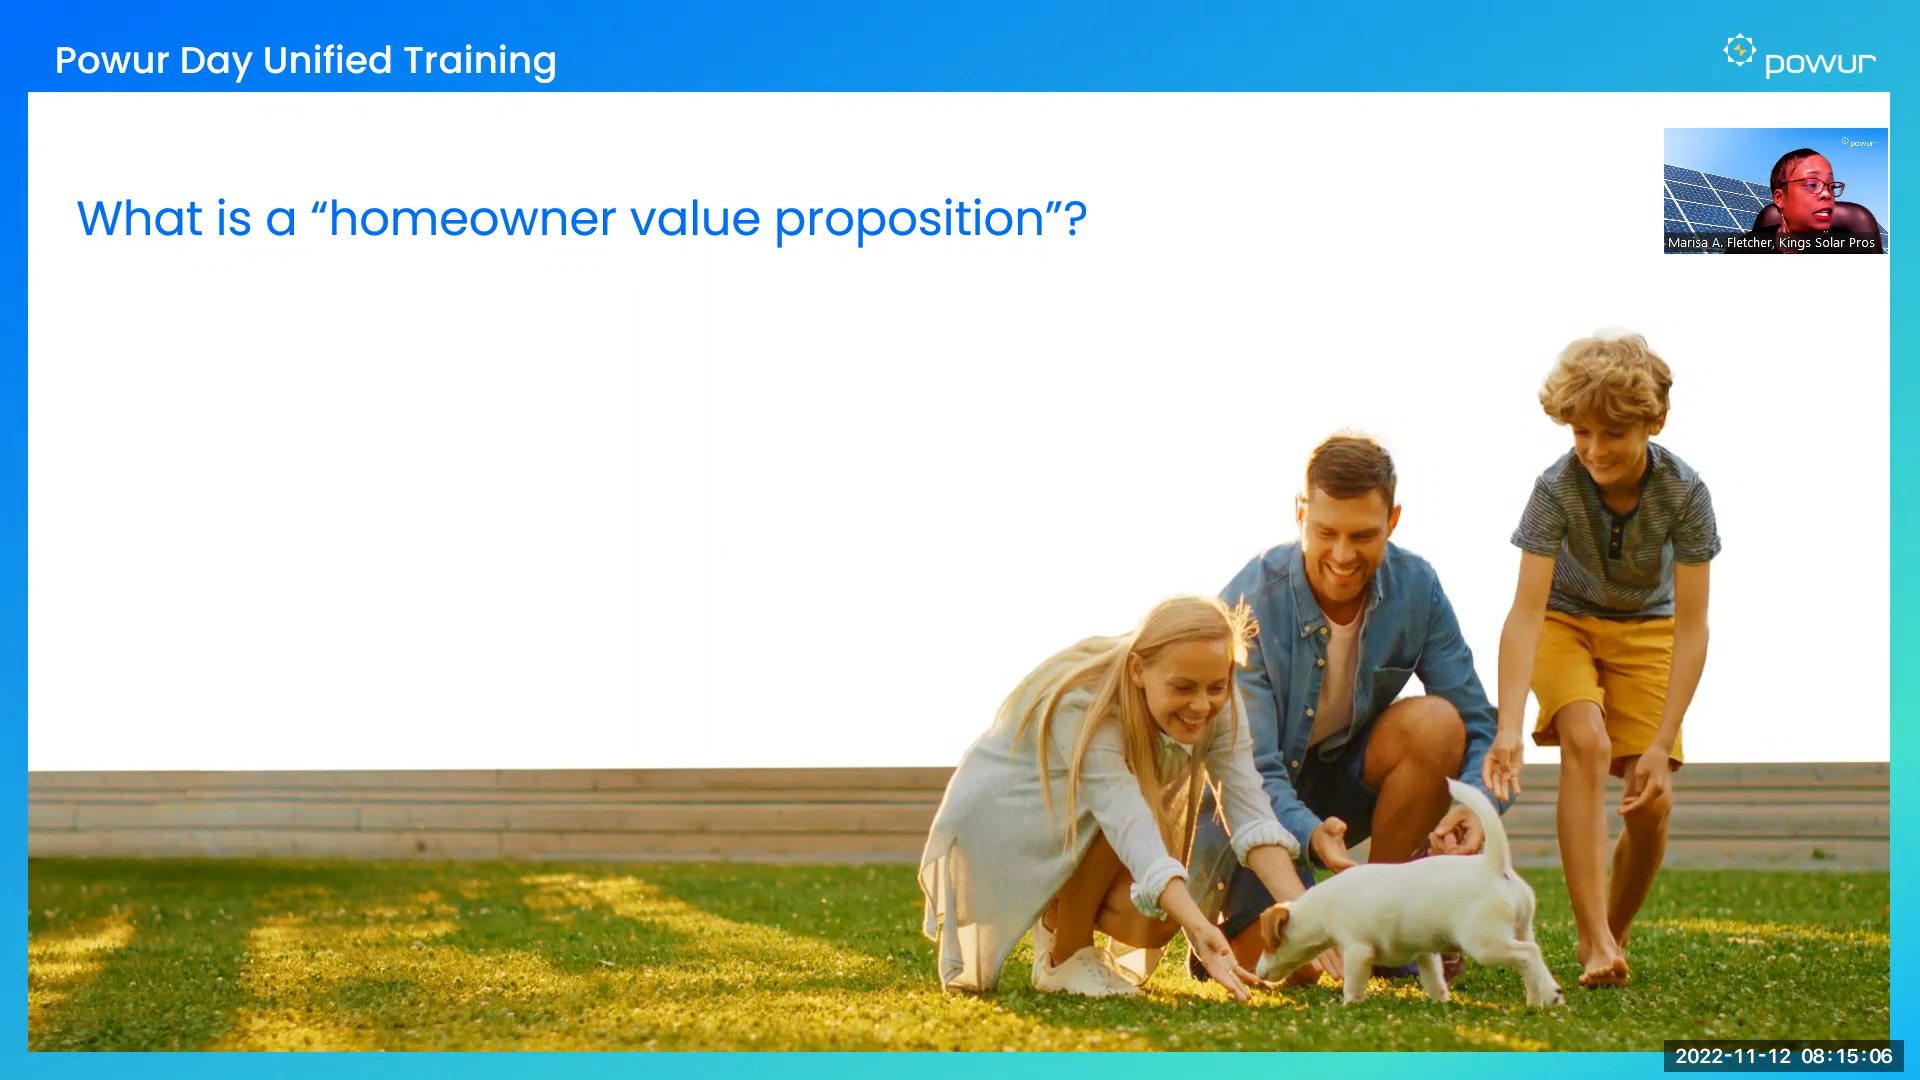 Powur Day Unified Training
powur
What is a “homeowner value proposition”?
powur
Marisa A. Fletcher, Kings Solar Pros
2022-11-12 08:15:06